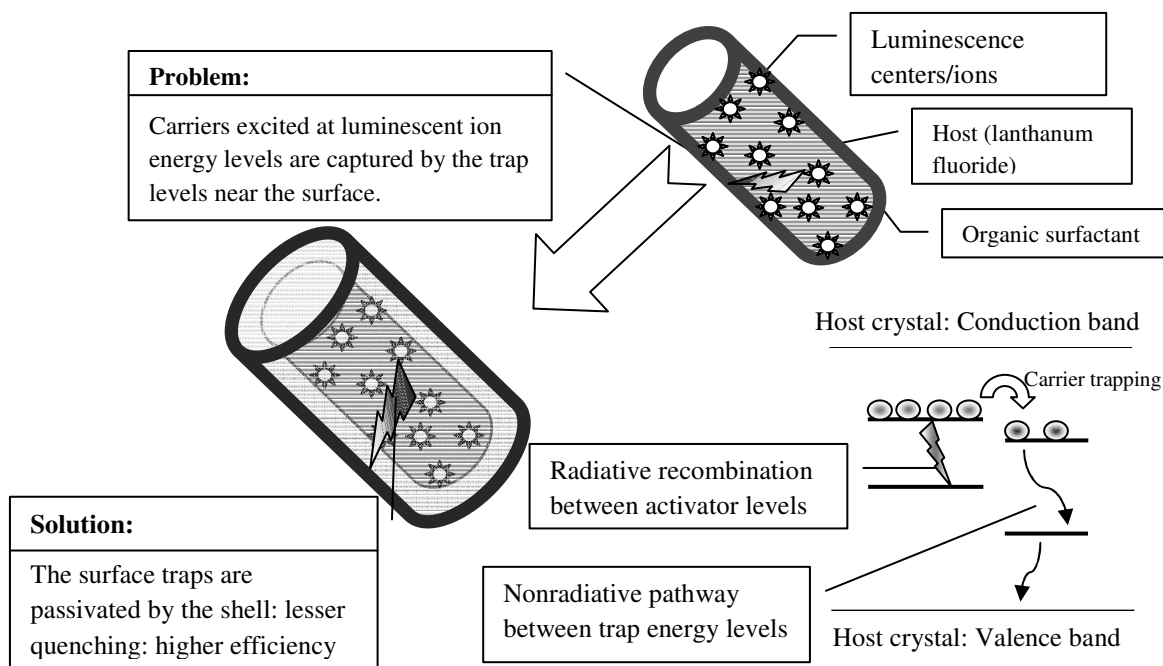 Problem:
Carriers excited at luminescent ion
energy levels are captured by the trap
levels near the surface.
Luminescence
centers/ions
Host (lanthanum
fluoride)
Organic surfactant
Host crystal: Conduction band
Carrier trapping
Radiative recombination
between activator levels
Solution:
The surface traps are
passivated by the shell: lesser
quenching: higher efficiency
Nonradiative pathway
between trap energy levels
Host crystal: Valence band